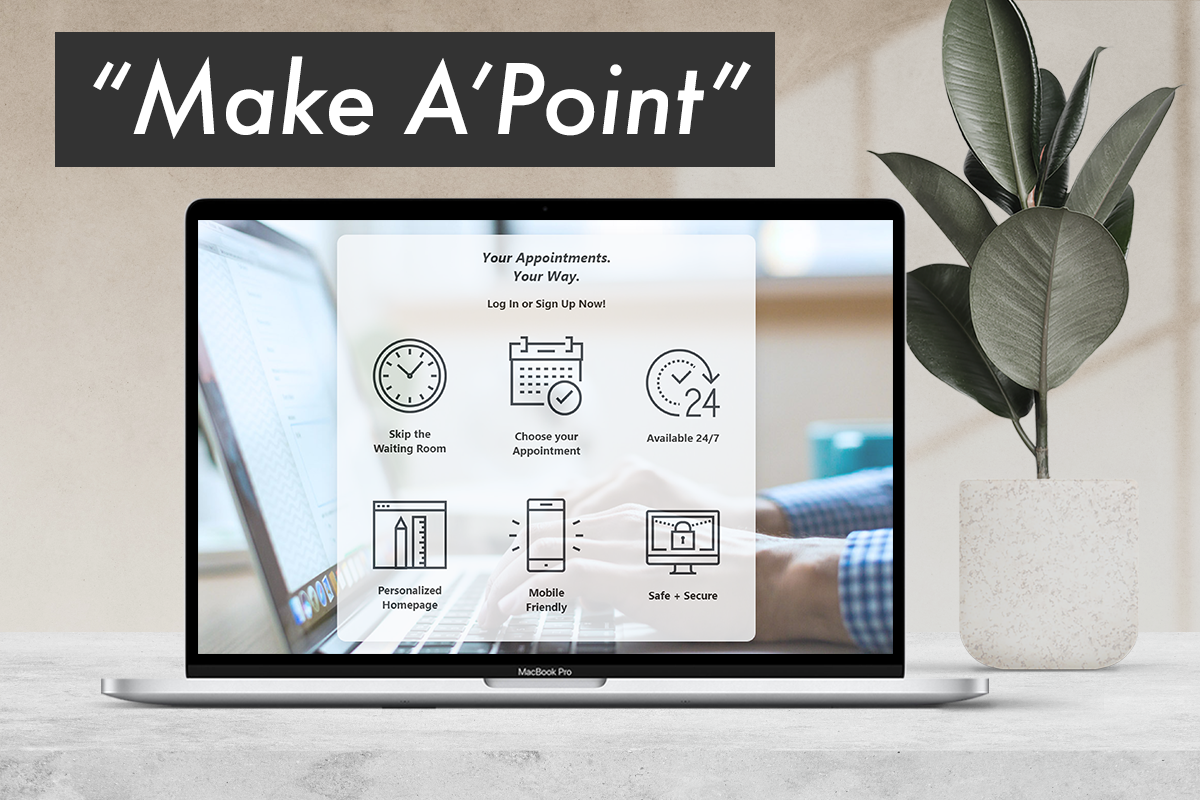 “Make A’Point”
Your Appointments.
Your Way.
Log In or Sign Up Now!
24
Skip the
Waiting Room
Choose your
Appointment
Available 24/7
Personalized
Homepage
Mobile
Friendly
Safe + Secure
MacBook Pro